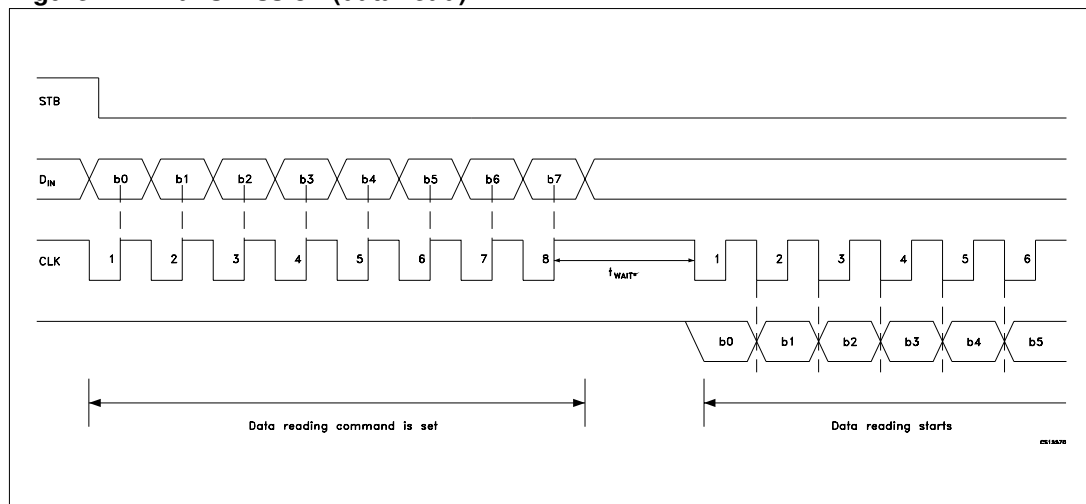 STB
D_IN b0 b1 b2 b3 b4 b5 b6 b7
CLK 1 2 3 4 5 6 7 8 t_WAIT 1 2 3 4 5 6
b0 b1 b2 b3 b4 b5
Data reading command is set Data reading starts